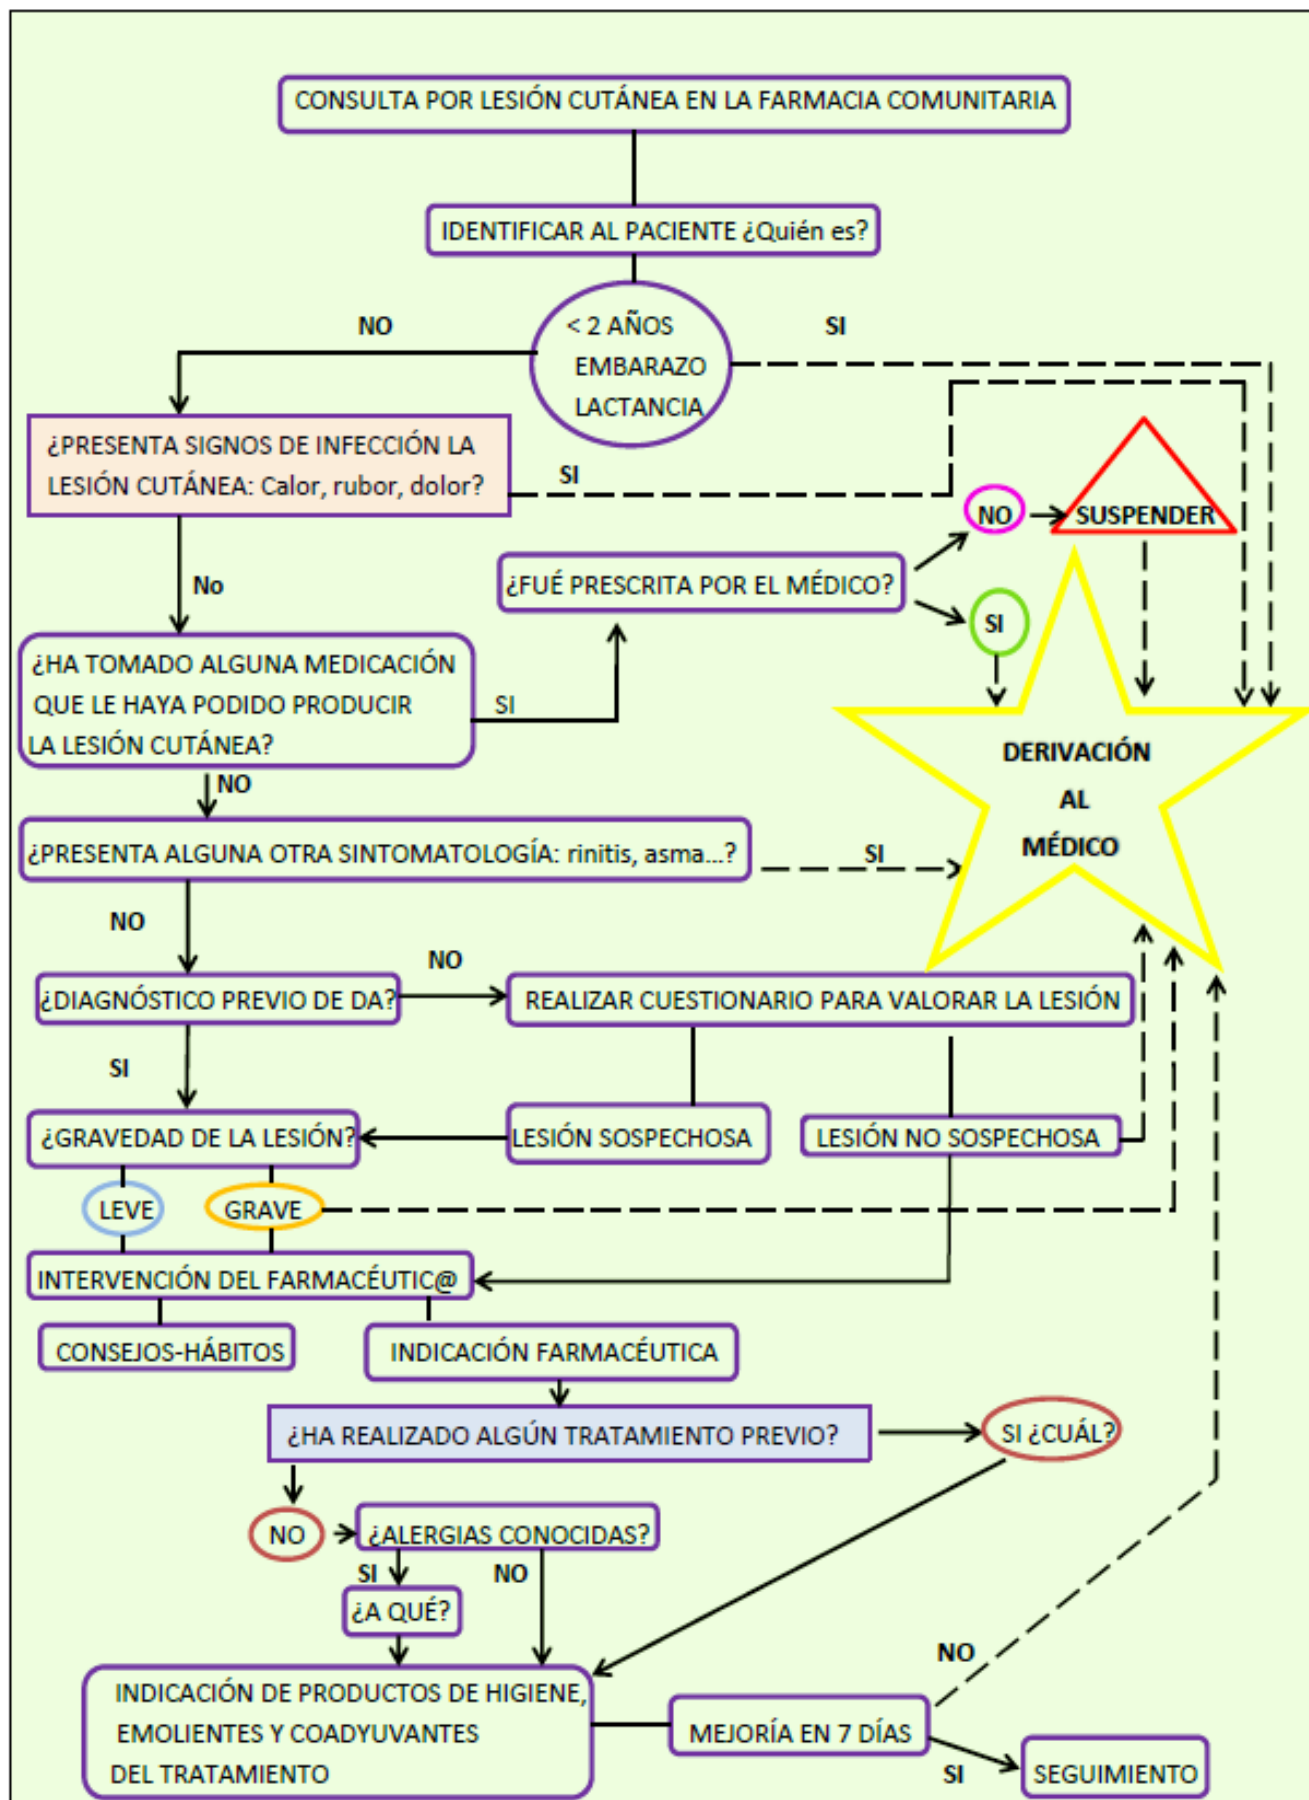 CONSULTA POR LESIÓN CUTÁNEA EN LA FARMACIA COMUNITARIA
IDENTIFICAR AL PACIENTE ¿Quién es?
< 2 AÑOS
EMBARAZO
LACTANCIA
NO
SI
¿PRESENTA SIGNOS DE INFECCIÓN LA
LESIÓN CUTÁNEA: Calor, rubor, dolor?
SI
No
¿FUÉ PRESCRITA POR EL MÉDICO?
NO
SUSPENDER
SI
¿HA TOMADO ALGUNA MEDICACIÓN
QUE LE HAYA PODIDO PRODUCIR
LA LESIÓN CUTÁNEA?
SI
NO
DERIVACIÓN
AL
MÉDICO
¿PRESENTA ALGUNA OTRA SINTOMATOLOGÍA: rinitis, asma...?
SI
NO
¿DIAGNÓSTICO PREVIO DE DA?
NO
REALIZAR CUESTIONARIO PARA VALORAR LA LESIÓN
SI
¿GRAVEDAD DE LA LESIÓN?
LESIÓN SOSPECHOSA
LESIÓN NO SOSPECHOSA
LEVE
GRAVE
INTERVENCIÓN DEL FARMACÉUTIC@
CONSEJOS-HÁBITOS
INDICACIÓN FARMACÉUTICA
¿HA REALIZADO ALGÚN TRATAMIENTO PREVIO?
SI ¿CUÁL?
NO
¿ALERGIAS CONOCIDAS?
SI
NO
¿A QUÉ?
INDICACIÓN DE PRODUCTOS DE HIGIENE,
EMOLIENTES Y COADYUVANTES
DEL TRATAMIENTO
MEJORÍA EN 7 DÍAS
NO
SI
SEGUIMIENTO